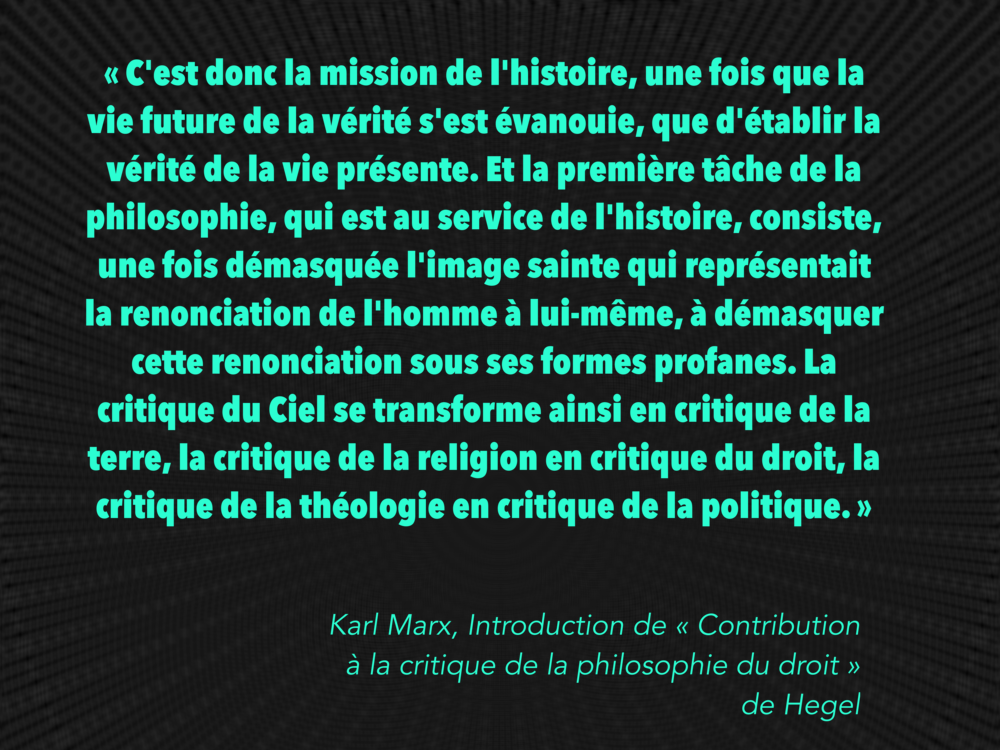 « C'est donc la mission de l'histoire, une fois que la
vie future de la vérité s'est évanouie, que d'établir la
vérité de la vie présente. Et la première tâche de la
philosophie, qui est au service de l'histoire, consiste,
une fois démasquée l'image sainte qui représentait
la renonciation de l'homme à lui-même, à démasquer
cette renonciation sous ses formes profanes. La
critique du Ciel se transforme ainsi en critique de la
terre, la critique de la religion en critique du droit, la
critique de la théologie en critique de la politique. »
Karl Marx, Introduction de « Contribution
à la critique de la philosophie du droit »
de Hegel